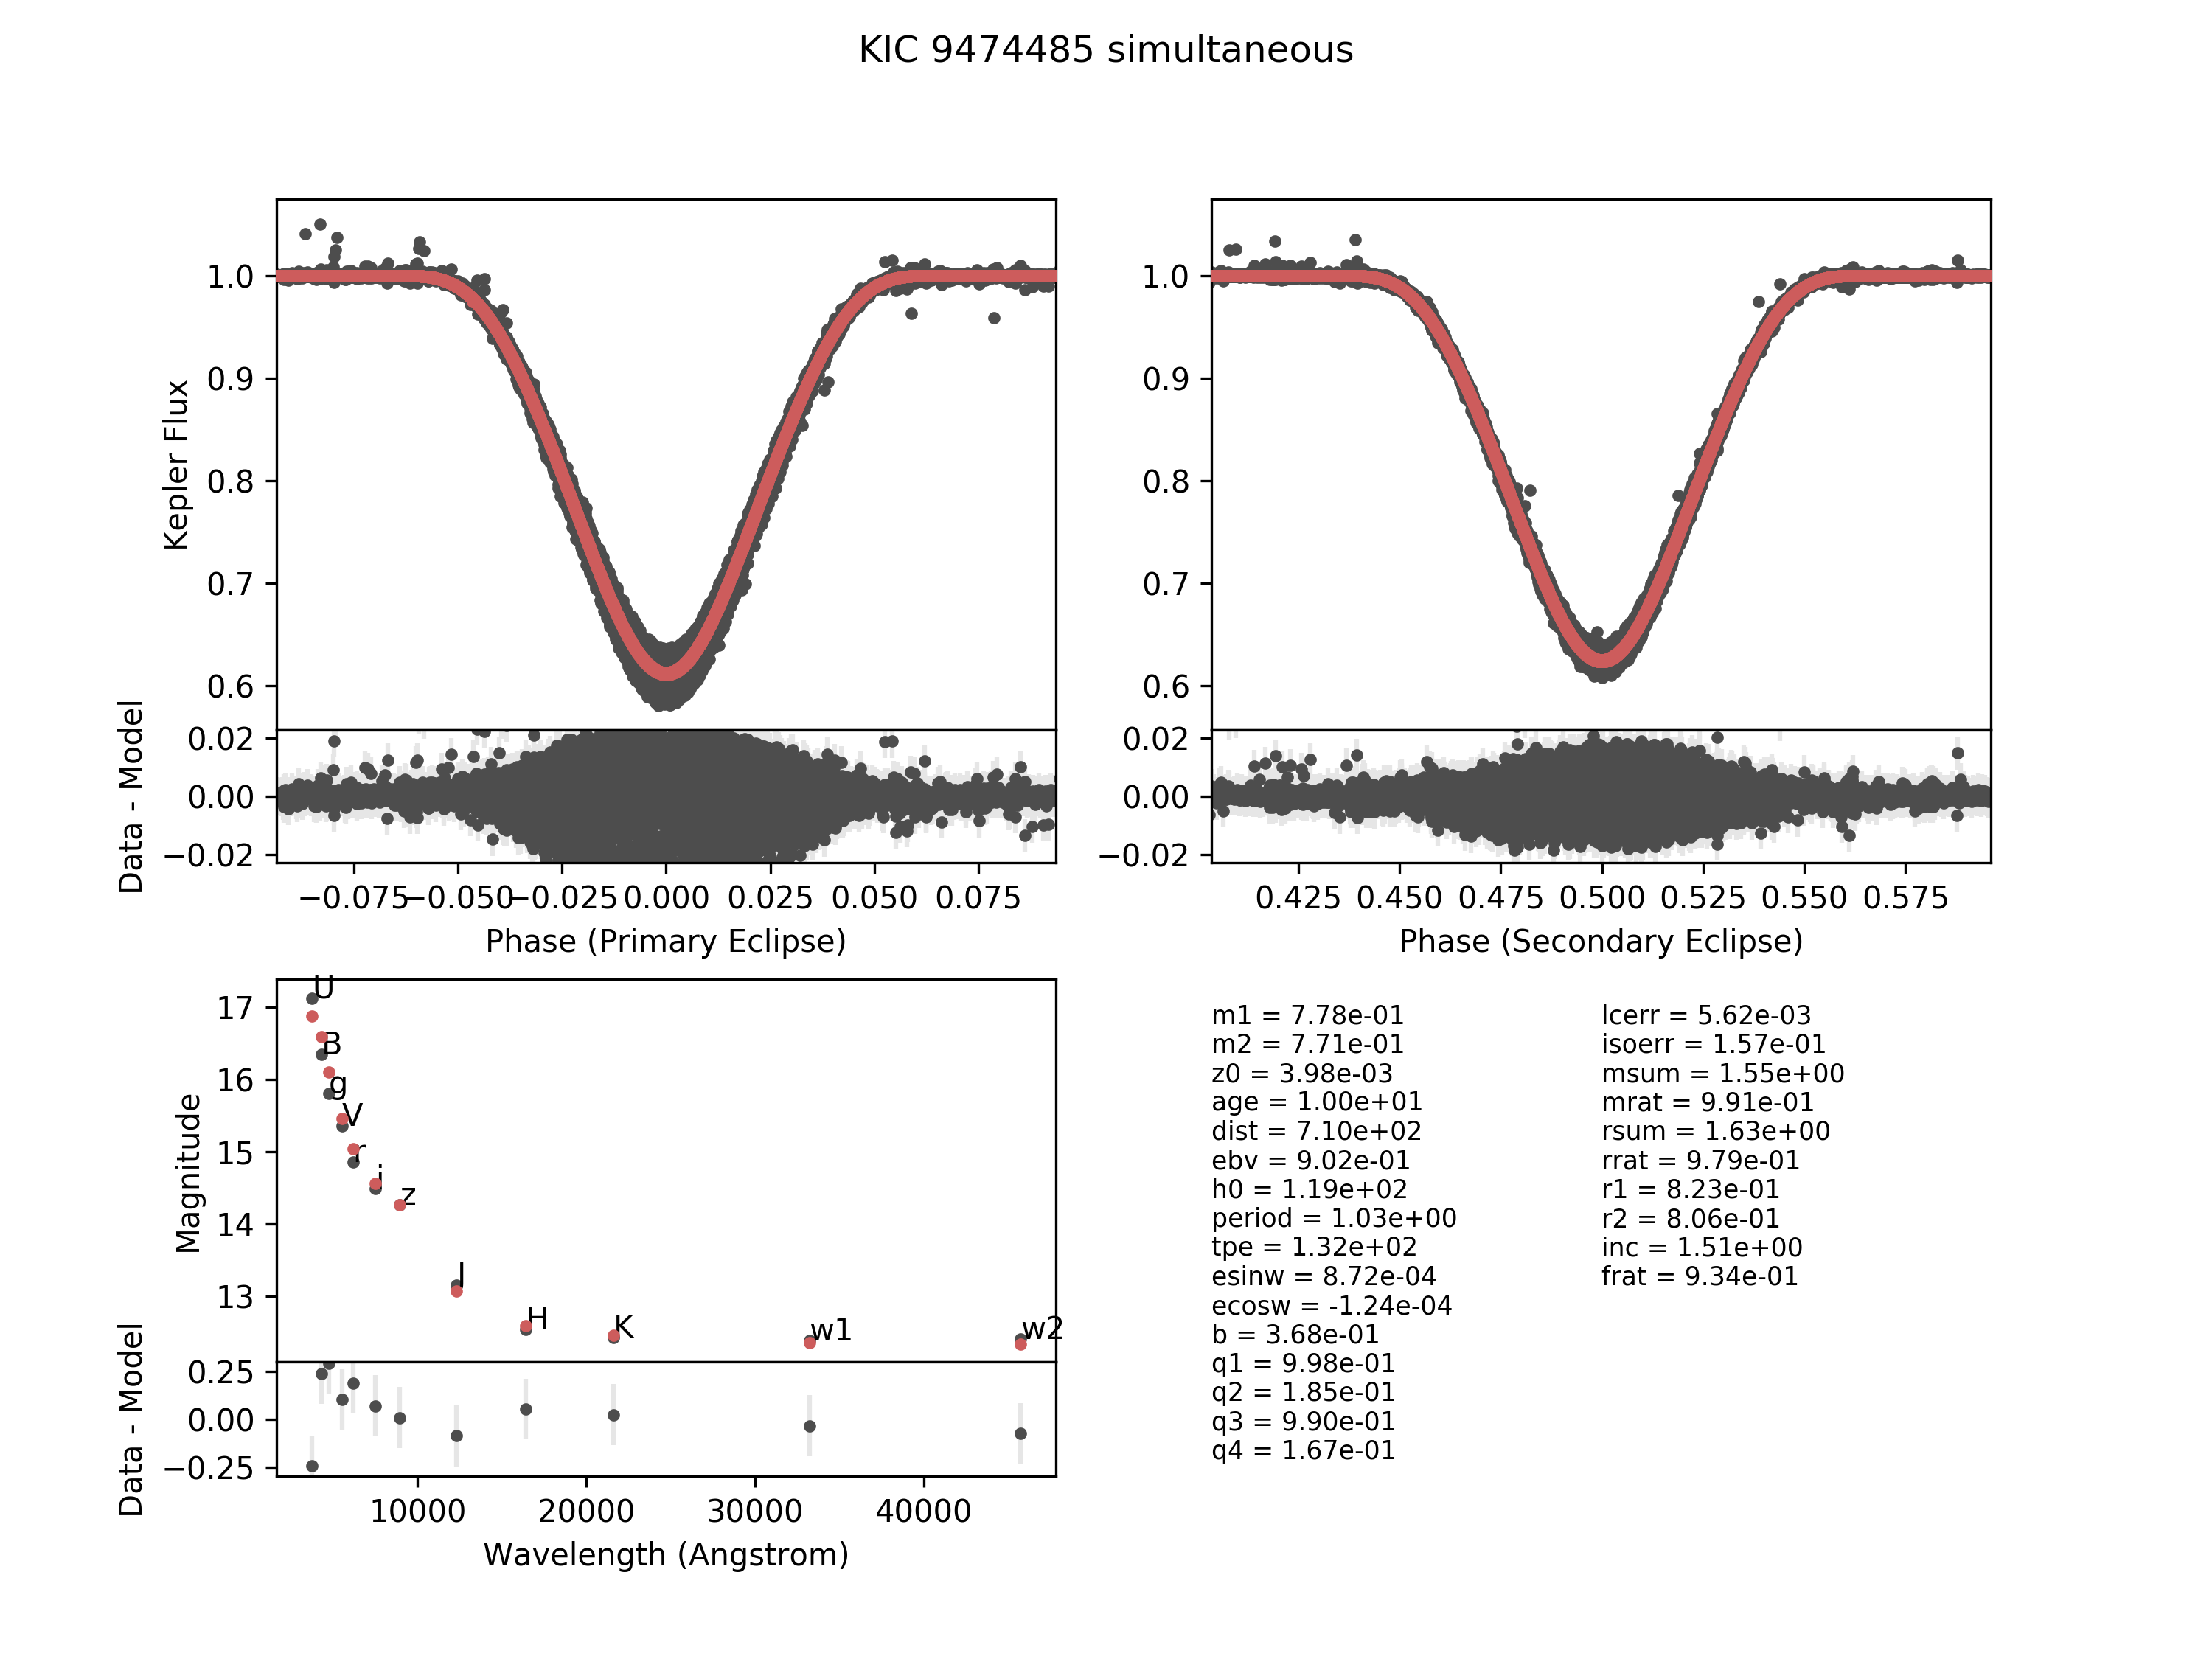 KIC 9474485 simultaneous
Kepler Flux
1.0
0.9
0.8
0.7
0.6
1.0
0.9
0.8
0.7
0.6
Data - Model
0.02
0.00
−0.02
0.02
0.00
−0.02
−0.075 −0.050 −0.025 0.000 0.025 0.050 0.075
Phase (Primary Eclipse)
0.425 0.450 0.475 0.500 0.525 0.550 0.575
Phase (Secondary Eclipse)
Magnitude
17
16
15
14
13
U
B
g
V
r
i
z
J
H
K
w1
w2
Data - Model
0.25
0.00
−0.25
10000 20000 30000 40000
Wavelength (Angstrom)
m1 = 7.78e-01
m2 = 7.71e-01
z0 = 3.98e-03
age = 1.00e+01
dist = 7.10e+02
ebv = 9.02e-01
h0 = 1.19e+02
period = 1.03e+00
tpe = 1.32e+02
esinw = 8.72e-04
ecosw = -1.24e-04
b = 3.68e-01
q1 = 9.98e-01
q2 = 1.85e-01
q3 = 9.90e-01
q4 = 1.67e-01
lcerr = 5.62e-03
isoerr = 1.57e-01
msum = 1.55e+00
mrat = 9.91e-01
rsum = 1.63e+00
rrat = 9.79e-01
r1 = 8.23e-01
r2 = 8.06e-01
inc = 1.51e+00
frat = 9.34e-01